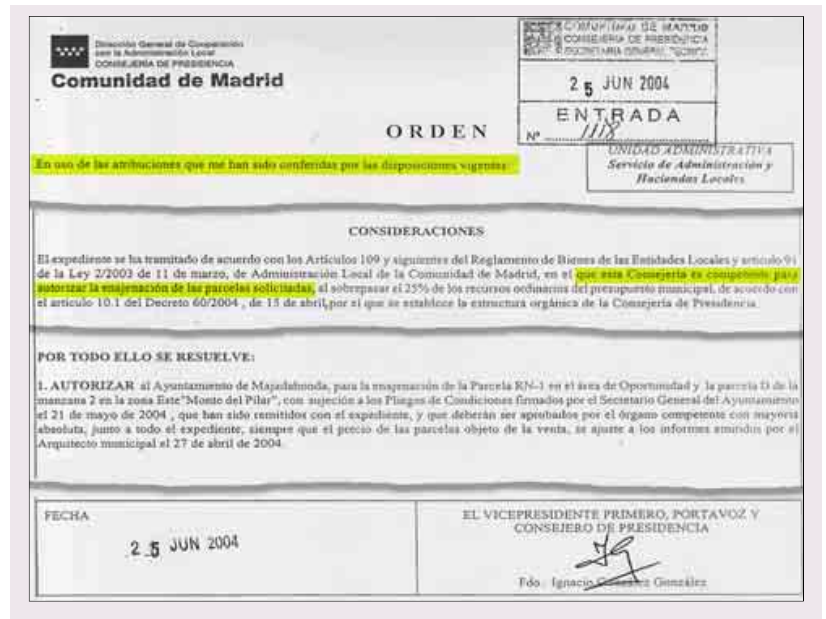 Dirección General de Cooperación
con la Administración Local
CONSEJERÍA DE PRESIDENCIA
Comunidad de Madrid
COMUNIDAD DE MADRID
CONSEJERIA DE PRESIDENCIA
SECRETARIA GENERAL TECNICA
2 5 JUN 2004
ENTRADA
Nº 1118
ORDEN
UNIDAD ADMINISTRATIVA
Servicio de Administración y
Haciendas Locales
En uso de las atribuciones que me han sido conferidas por las disposiciones vigentes
CONSIDERACIONES
El expediente se ha tramitado de acuerdo con los Artículos 109 y siguientes del Reglamento de Bienes de las Entidades Locales y artículo 91
de la Ley 2/2003 de 11 de marzo, de Administración Local de la Comunidad de Madrid, en el que esta Consejería es competente para
autorizar la enajenación de las parcelas solicitadas, al sobrepasar el 25% de los recursos ordinarios del presupuesto municipal, de acuerdo con
el artículo 10.1 del Decreto 60/2004 , de 15 de abril, por el que se establece la estructura orgánica de la Consejería de Presidencia.
POR TODO ELLO SE RESUELVE:
1. AUTORIZAR al Ayuntamiento de Majadahonda, para la enajenación de la Parcela RN-1 en el área de Oportunidad y la parcela D de la
manzana 2 en la zona Este"Monte del Pilar", con sujeción a los Pliegos de Condiciones firmados por el Secretario General del Ayuntamiento
el 21 de mayo de 2004 , que han sido remitidos con el expediente, y que deberán ser aprobados por el órgano competente con mayoría
absoluta, junto a todo el expediente, siempre que el precio de las parcelas objeto de la venta, se ajuste a los informes emitidos por el
Arquitecto municipal el 27 de abril de 2004.
FECHA
2 5 JUN 2004
EL VICEPRESIDENTE PRIMERO, PORTAVOZ Y
CONSEJERO DE PRESIDENCIA
Fdo.: Ignacio González González